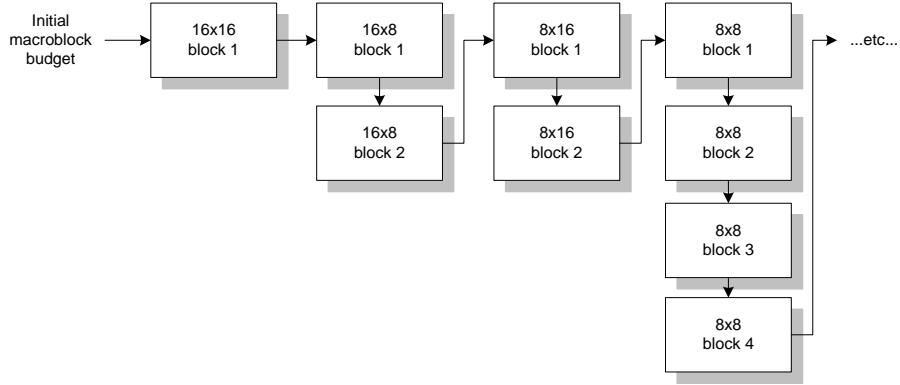 Initial
macroblock
budget
16x16
block 1
16x8
block 1
16x8
block 2
8x16
block 1
8x16
block 2
8x8
block 1
8x8
block 2
8x8
block 3
8x8
block 4
...etc...